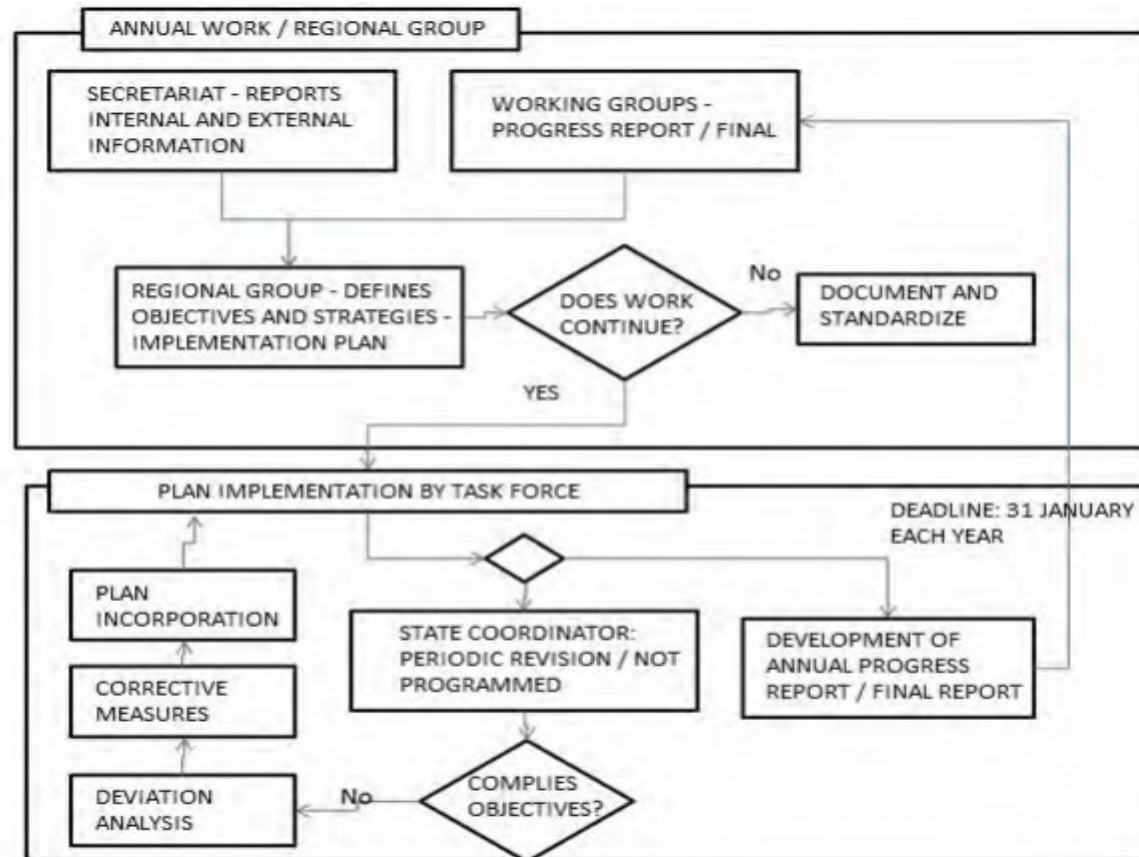 ANNUAL WORK / REGIONAL GROUP
SECRETARIAT - REPORTS
INTERNAL AND EXTERNAL
INFORMATION
WORKING GROUPS -
PROGRESS REPORT / FINAL
REGIONAL GROUP - DEFINES
OBJECTIVES AND STRATEGIES -
IMPLEMENTATION PLAN
DOES WORK
CONTINUE?
No
DOCUMENT AND
STANDARDIZE
YES
PLAN IMPLEMENTATION BY TASK FORCE
DEADLINE: 31 JANUARY
EACH YEAR
PLAN
INCORPORATION
STATE COORDINATOR:
PERIODIC REVISION / NOT
PROGRAMMED
DEVELOPMENT OF
ANNUAL PROGRESS
REPORT / FINAL REPORT
CORRECTIVE
MEASURES
DEVIATION
ANALYSIS
No
COMPLIES
OBJECTIVES?